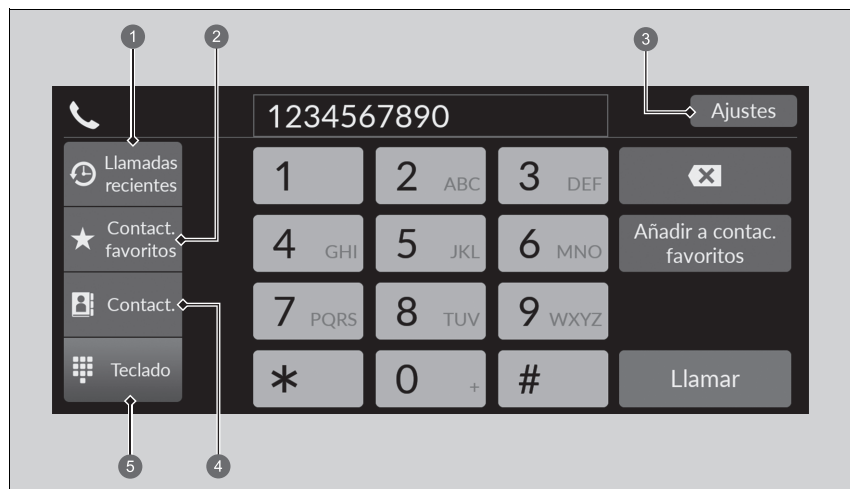 1
2
3
1234567890
Ajustes
Llamadas
recientes
1
2 ABC
3 DEF
Contact.
favoritos
4 GHI
5 JKL
6 MNO
Añadir a contac.
favoritos
Contact.
7 PQRS
8 TUV
9 WXYZ
Teclado
*
0 +
#
Llamar
5
4